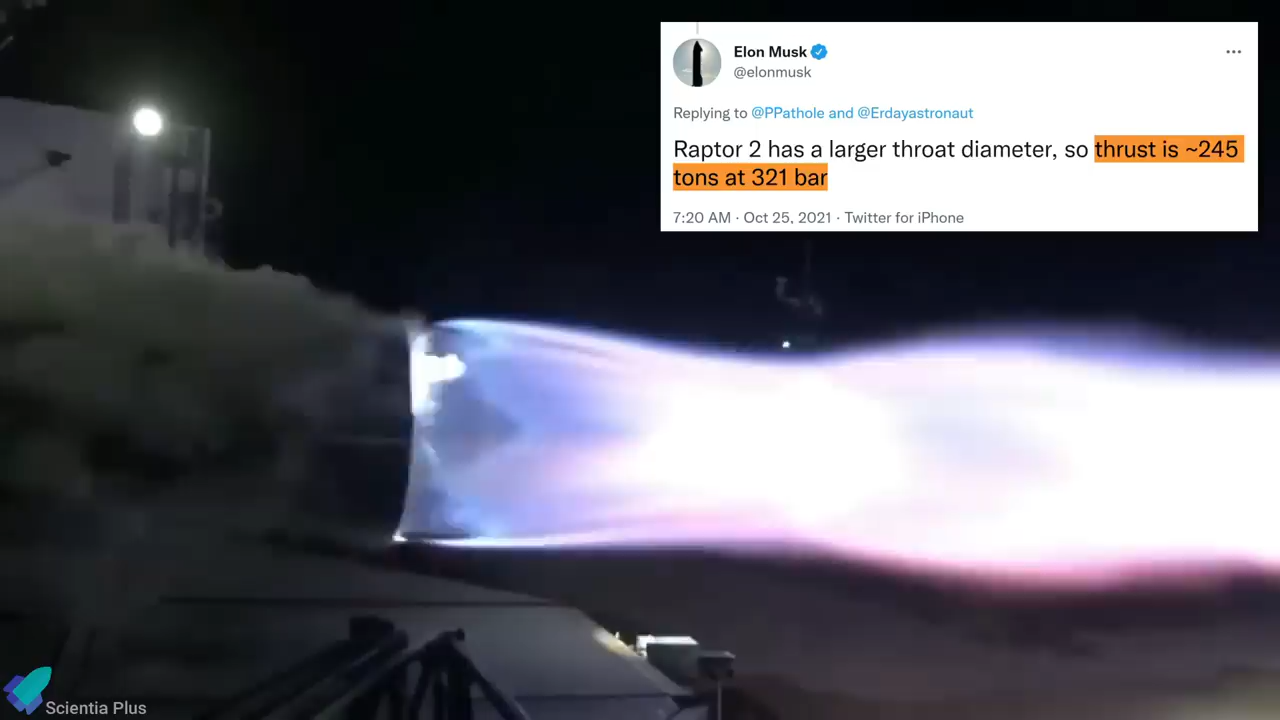 Elon Musk
@elonmusk
Replying to @PPathole and @Erdayastronaut
Raptor 2 has a larger throat diameter, so thrust is ~245
tons at 321 bar
7:20 AM · Oct 25, 2021 · Twitter for iPhone
Scientia Plus